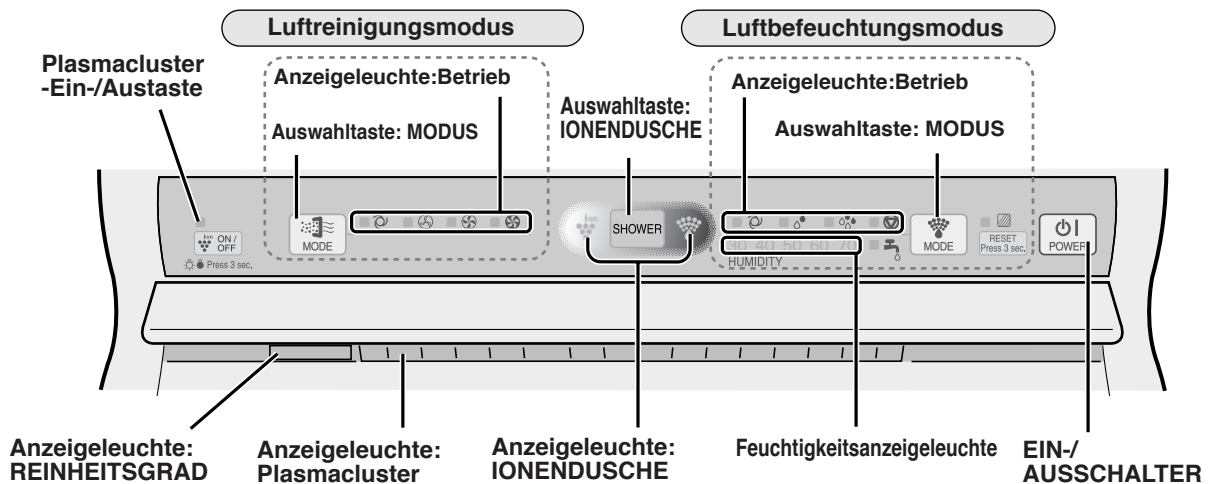 Luftreinigungsmodus
Luftbefeuchtungsmodus
Plasmacluster
-Ein-/Austaste
Anzeigeleuchte:Betrieb
Auswahltaste: MODUS
Auswahltaste:
IONENDUSCHE
Anzeigeleuchte:Betrieb
Auswahltaste: MODUS
ion
ON /
OFF
Press 3 sec.
MODE
ion
SHOWER
30 40 50 60 70
HUMIDITY
MODE
RESET
Press 3 sec.
POWER
Anzeigeleuchte:
REINHEITSGRAD
Anzeigeleuchte:
Plasmacluster
Anzeigeleuchte:
IONENDUSCHE
Feuchtigkeitsanzeigeleuchte
EIN-/
AUSSCHALTER